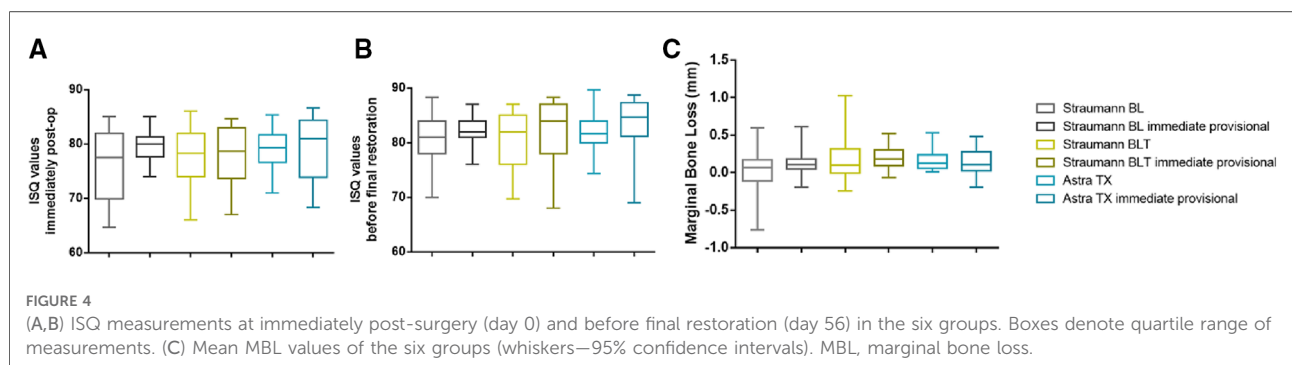 A
ISQ values
immediately post-op
90
80
70
60
B
ISQ values
before final restoration
90
80
70
60
C
Marginal Bone Loss (mm)
1.5
1.0
0.5
0.0
-0.5
-1.0
Straumann BL
Straumann BL immediate provisional
Straumann BLT
Straumann BLT immediate provisional
Astra TX
Astra TX immediate provisional
FIGURE 4
(A,B) ISQ measurements at immediately post-surgery (day 0) and before final restoration (day 56) in the six groups. Boxes denote quartile range of
measurements. (C) Mean MBL values of the six groups (whiskers—95% confidence intervals). MBL, marginal bone loss.